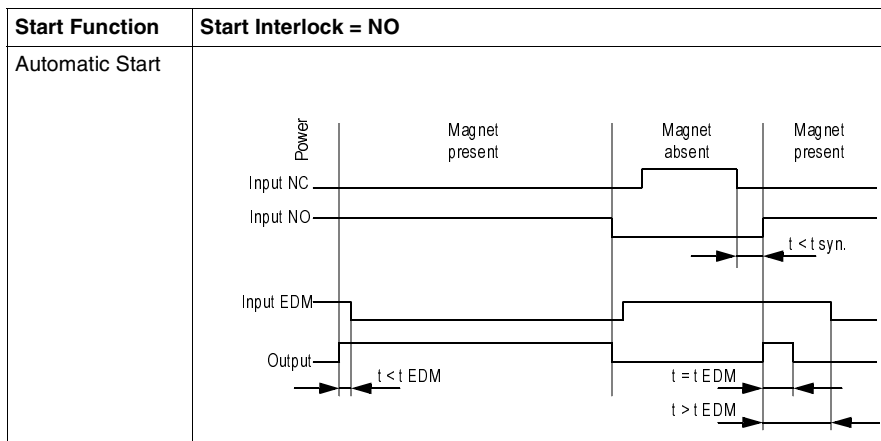 Start Function
Start Interlock = NO
Automatic Start
Power
Magnet
present
Magnet
absent
Magnet
present
Input NC
Input NO
t < t syn.
Input EDM
Output
t < t EDM
t = t EDM
t > t EDM